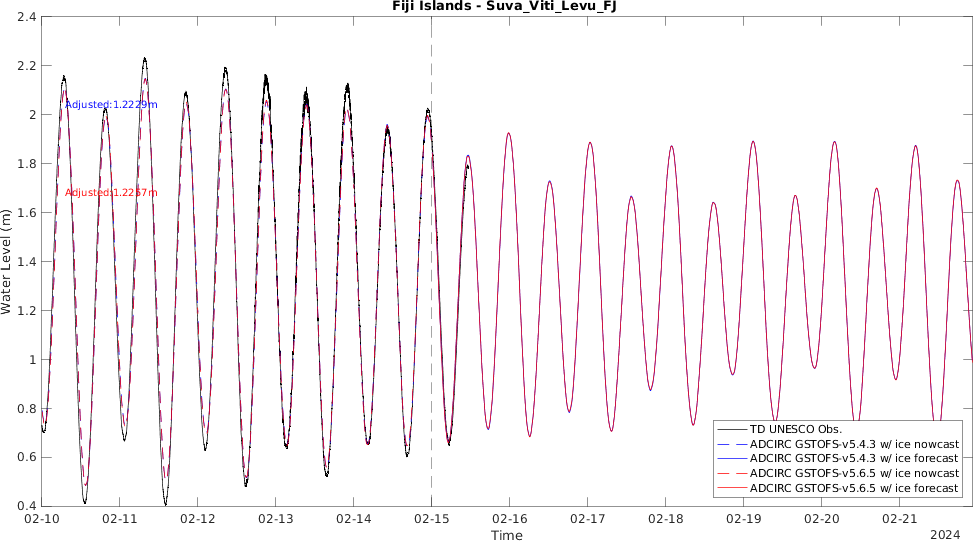 Fiji Islands - Suva_Viti_Levu_FJ
2.4
2.2
2
1.8
1.6
1.4
1.2
1
0.8
0.6
0.4
Water Level (m)
Adjusted:1.2229m
Adjusted:1.2257m
TD UNESCO Obs.
ADCIRC GSTOFS-v5.4.3 w/ ice nowcast
ADCIRC GSTOFS-v5.4.3 w/ ice forecast
ADCIRC GSTOFS-v5.6.5 w/ ice nowcast
ADCIRC GSTOFS-v5.6.5 w/ ice forecast
02-10 02-11 02-12 02-13 02-14 02-15 02-16 02-17 02-18 02-19 02-20 02-21
Time
2024